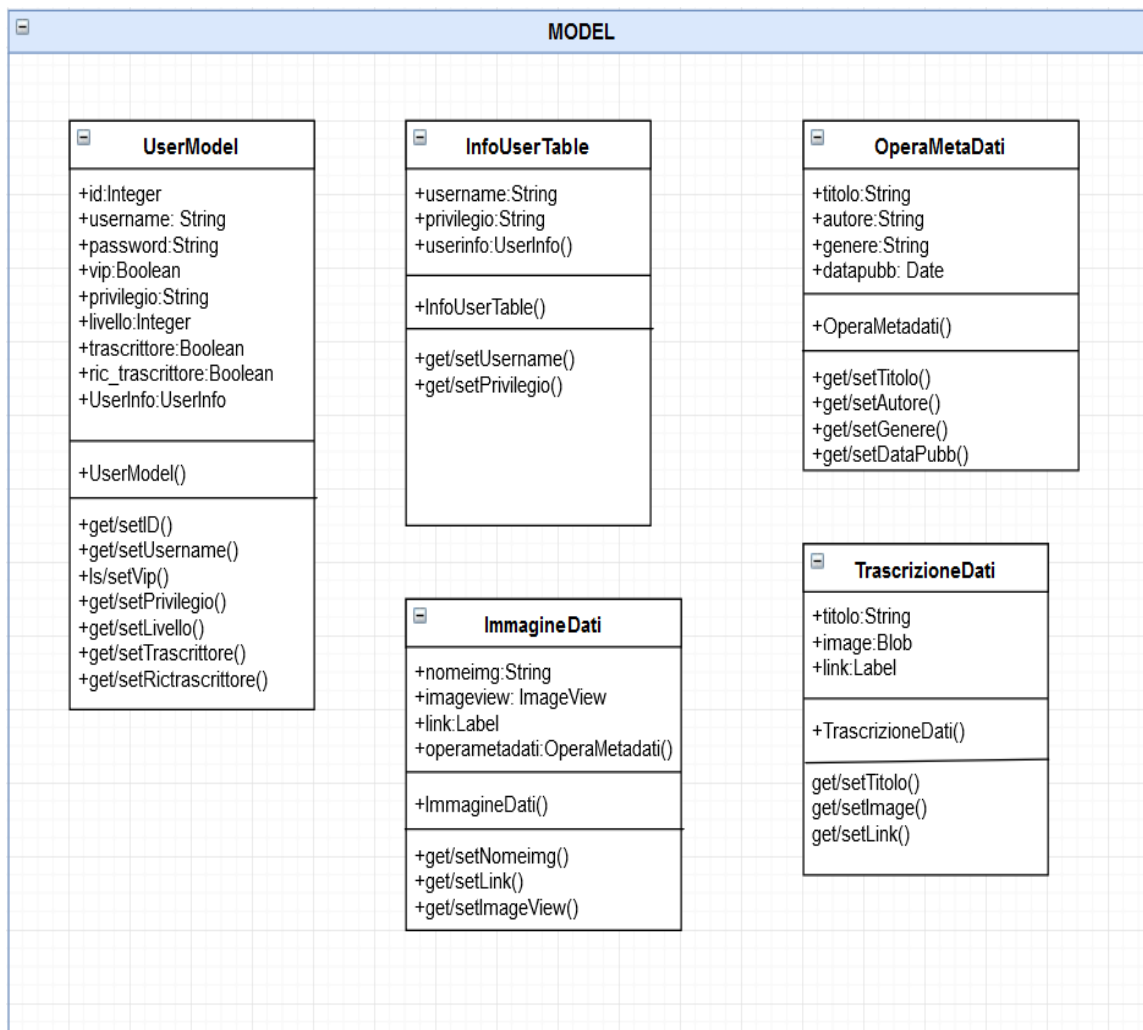 MODEL
UserModel
+id:Integer
+username: String
+password:String
+vip:Boolean
+privilegio:String
+livello:Integer
+trascrittore:Boolean
+ric_trascrittore:Boolean
+UserInfo:UserInfo
+UserModel()
+get/setID()
+get/setUsername()
+Is/setVip()
+get/setPrivilegio()
+get/setLivello()
+get/setTrascrittore()
+get/setRictrascrittore()
InfoUserTable
+username:String
+privilegio:String
+userinfo:UserInfo()
+InfoUserTable()
+get/setUsername()
+get/setPrivilegio()
ImmagineDati
+nomeimg:String
+imageview: ImageView
+link:Label
+operametadati:OperaMetadati()
+ImmagineDati()
+get/setNomeimg()
+get/setLink()
+get/setImageView()
OperaMetaDati
+titolo:String
+autore:String
+genere:String
+datapubb: Date
+OperaMetadati()
+get/setTitolo()
+get/setAutore()
+get/setGenere()
+get/setDataPubb()
TrascrizioneDati
+titolo:String
+image:Blob
+link:Label
+TrascrizioneDati()
get/setTitolo()
get/setImage()
get/setLink()